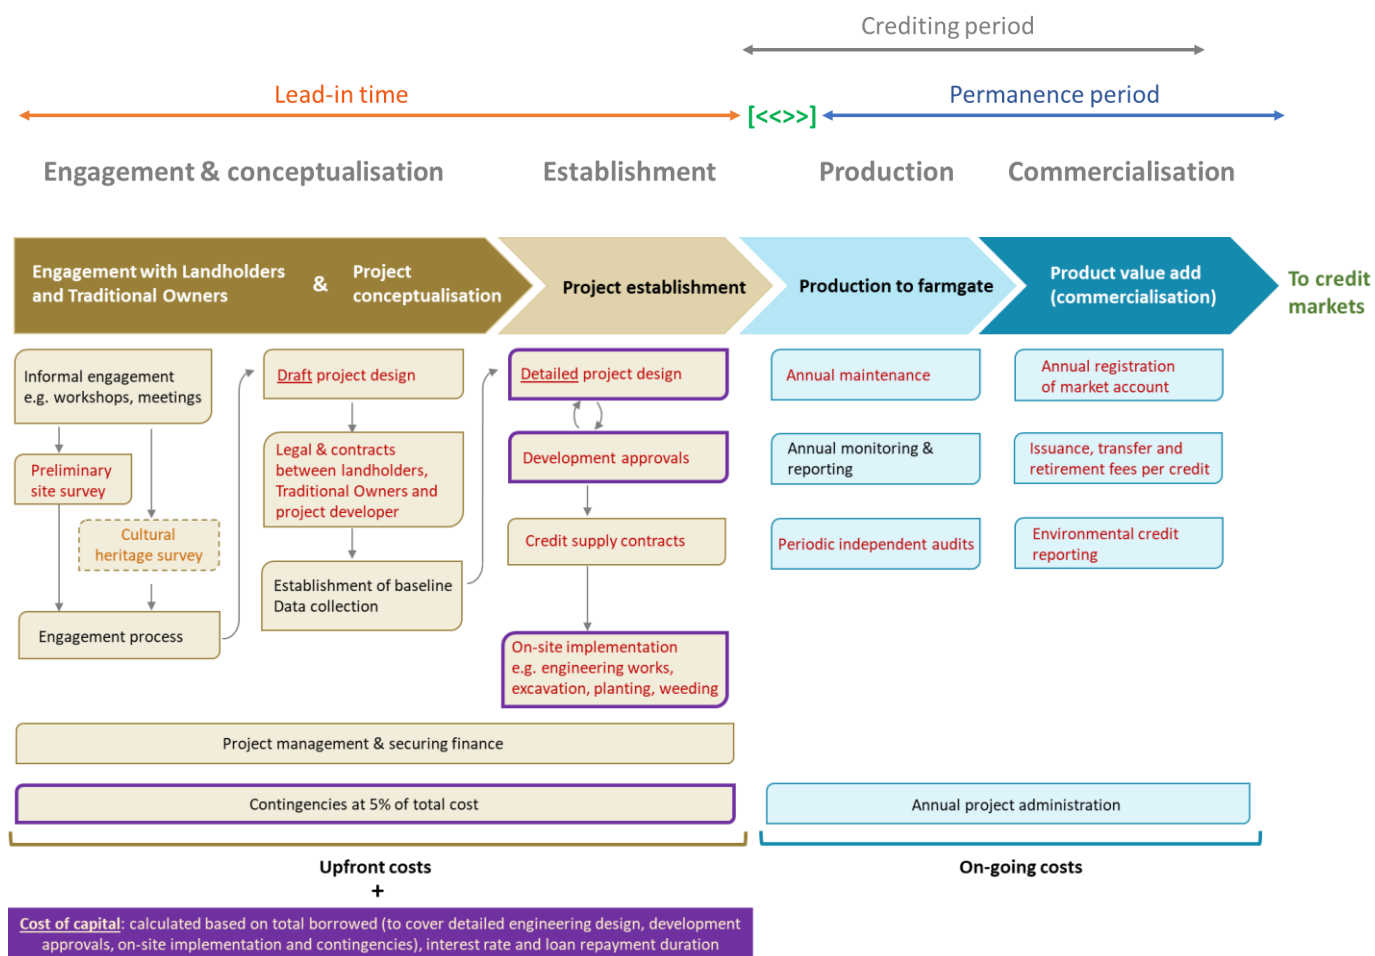 Crediting period
Lead-in time
Permanence period
[<<>>]
Engagement & conceptualisation
Establishment
Production
Commercialisation
Engagement with Landholders
and Traditional Owners
&
Project
conceptualisation
Project establishment
Production to farmgate
Product value add
(commercialisation)
To credit
markets
Informal engagement
e.g. workshops, meetings
Preliminary
site survey
Cultural
heritage survey
Engagement process
Draft project design
Legal & contracts
between landholders,
Traditional Owners and
project developer
Establishment of baseline
Data collection
Detailed project design
Development approvals
Credit supply contracts
On-site implementation
e.g. engineering works,
excavation, planting, weeding
Annual maintenance
Annual monitoring &
reporting
Periodic independent audits
Annual registration
of market account
Issuance, transfer and
retirement fees per credit
Environmental credit
reporting
Project management & securing finance
Contingencies at 5% of total cost
Annual project administration
Upfront costs
+
On-going costs
Cost of capital: calculated based on total borrowed (to cover detailed engineering design, development
approvals, on-site implementation and contingencies), interest rate and loan repayment duration